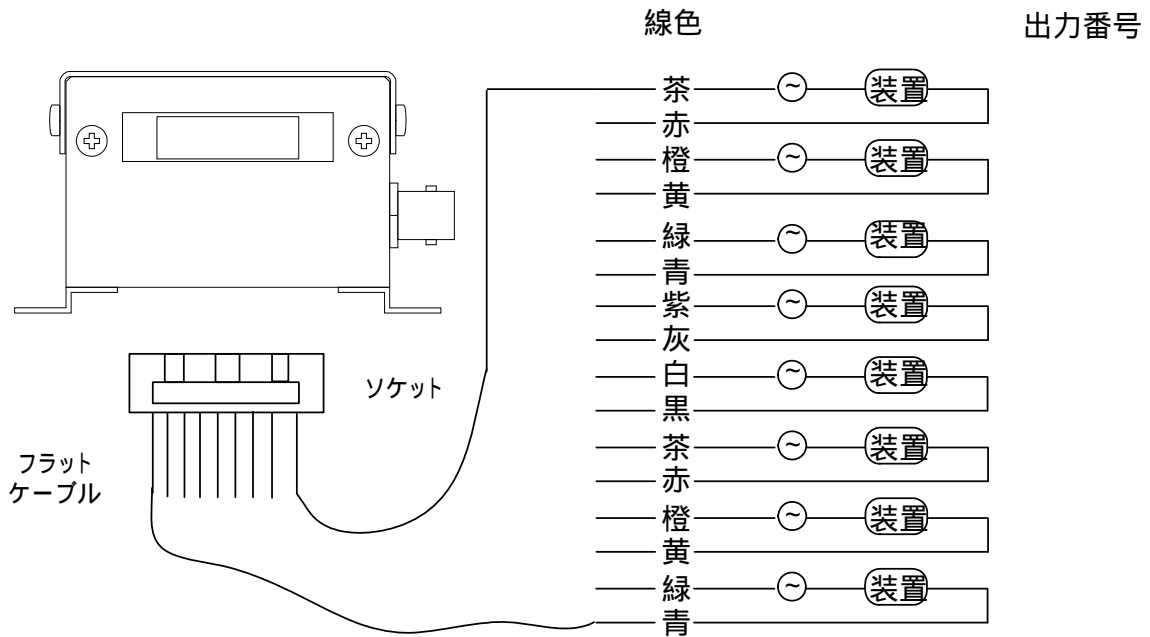 線色 出力番号
茶 ~ 装置
赤
橙 ~ 装置
黄
緑 ~ 装置
青
紫 ~ 装置
灰
白 ~ 装置
黒
茶 ~ 装置
赤
橙 ~ 装置
黄
緑 ~ 装置
青
ソケット
フラット
ケーブル